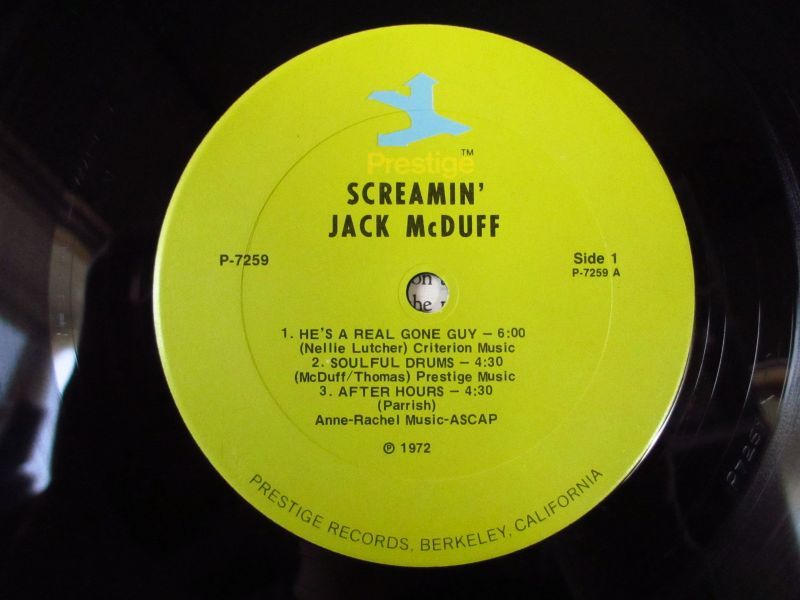 Prestige™
SCREAMIN'
JACK McDUFF
P-7259
Side 1
P-7259 A
1. HE'S A REAL GONE GUY – 6:00
(Nellie Lutcher) Criterion Music
2. SOULFUL DRUMS – 4:30
(McDuff/Thomas) Prestige Music
3. AFTER HOURS – 4:30
(Parrish)
Anne-Rachel Music-ASCAP
℗ 1972
PRESTIGE RECORDS, BERKELEY, CALIFORNIA